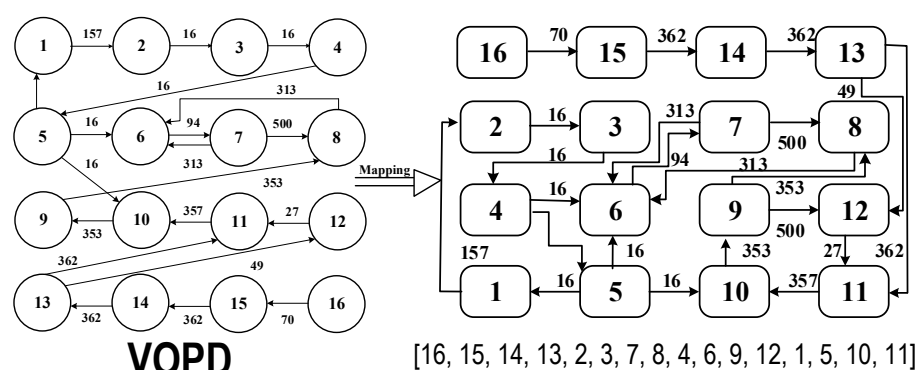 1 157 2 16 3 16 4
16
313
5 16 6 94 7 500 8
16 313
353
9 353 10 357 11 27 12
362
49
13 362 14 362 15 70 16
VOPD
Mapping
16 70 15 362 14 362 13
49
2 16 3 313 7 500 8
16 94 313
4 16 6 9 353 12
500
157 16 353 27 362
1 16 5 16 10 357 11
[16, 15, 14, 13, 2, 3, 7, 8, 4, 6, 9, 12, 1, 5, 10, 11]